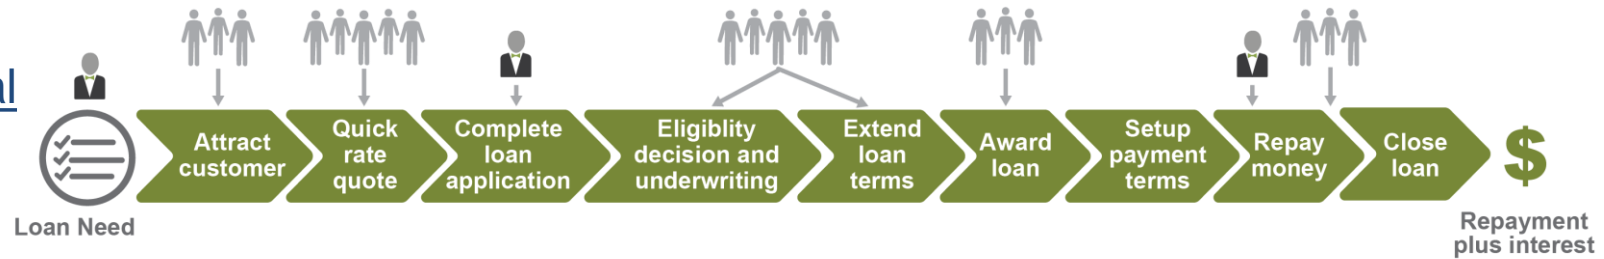 al
Loan Need
Attract
customer
Quick
rate
quote
Complete
loan
application
Eligiblity
decision and
underwriting
Extend
loan
terms
Award
loan
Setup
payment
terms
Repay
money
Close
loan
$
Repayment
plus interest